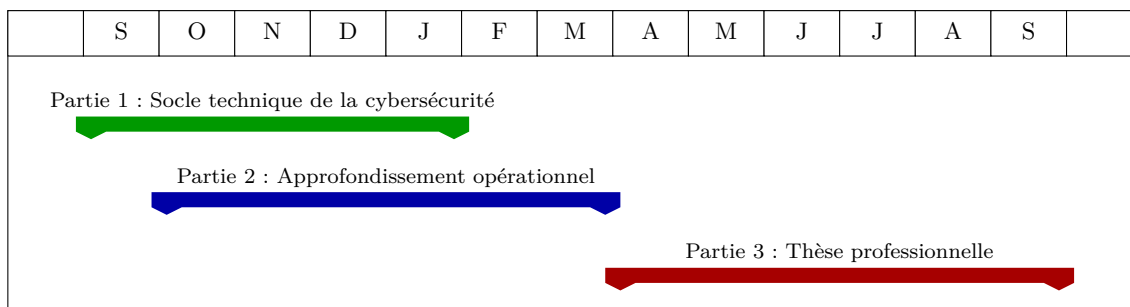 S O N D J F M A M J J A S
Partie 1 : Socle technique de la cybersécurité
Partie 2 : Approfondissement opérationnel
Partie 3 : Thèse professionnelle